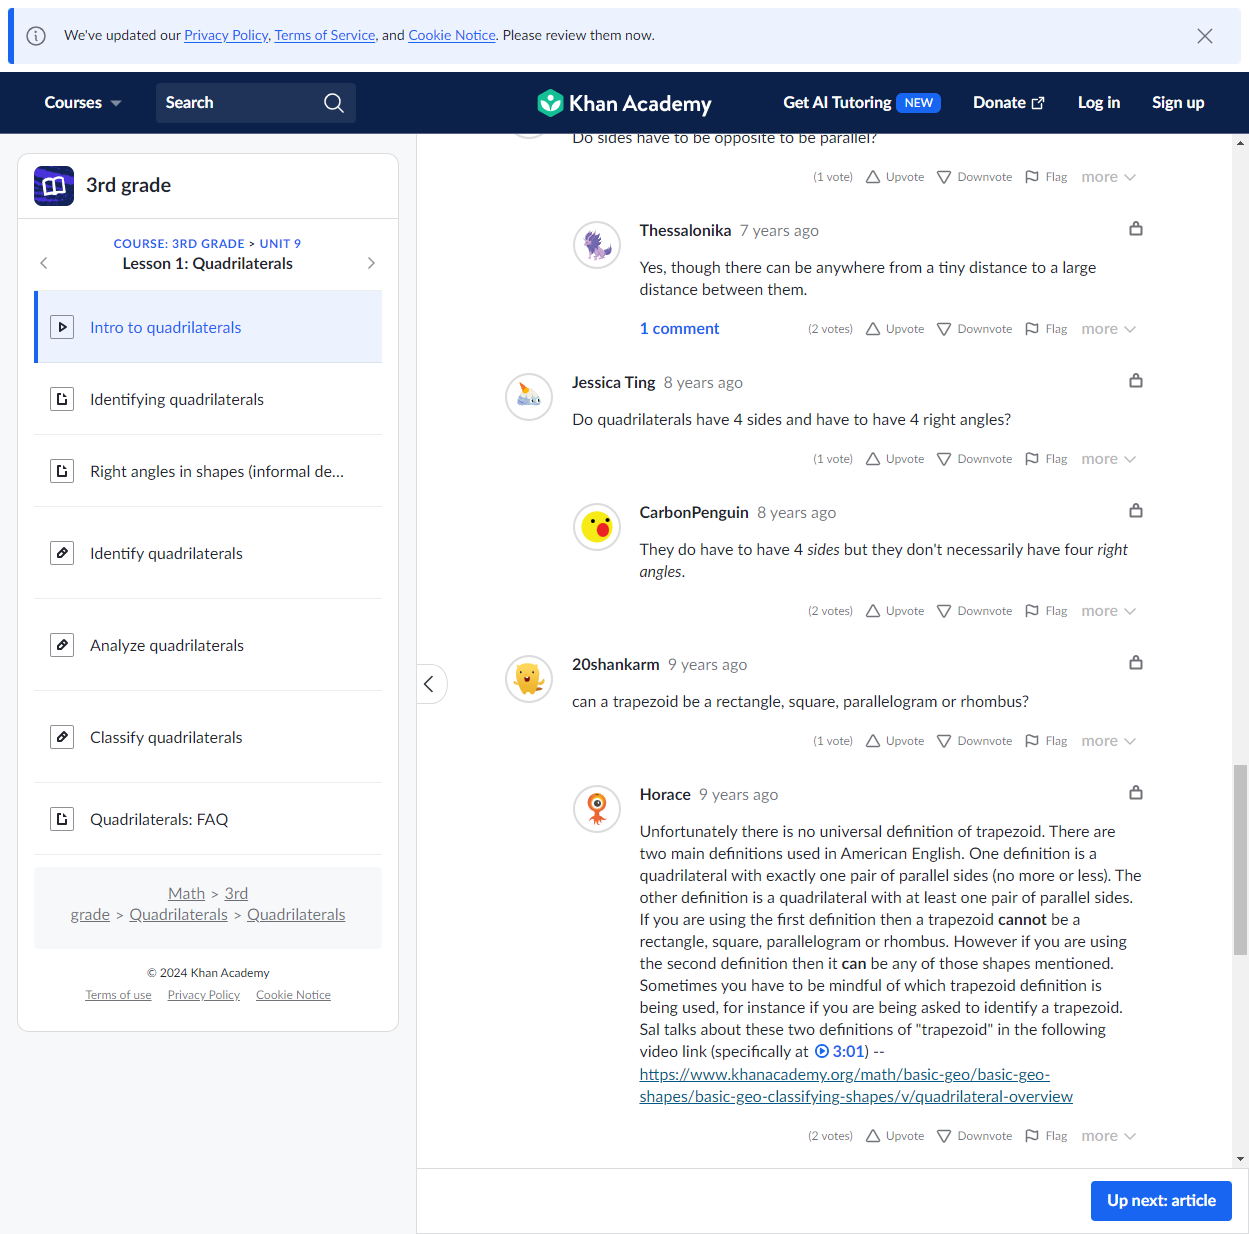 We've updated our Privacy Policy, Terms of Service, and Cookie Notice. Please review them now.
Courses
Search
Khan Academy
Get AI Tutoring NEW
Donate
Log in
Sign up
3rd grade
COURSE: 3RD GRADE > UNIT 9
Lesson 1: Quadrilaterals
Intro to quadrilaterals
Identifying quadrilaterals
Right angles in shapes (informal de...
Identify quadrilaterals
Analyze quadrilaterals
Classify quadrilaterals
Quadrilaterals: FAQ
Math > 3rd
grade > Quadrilaterals > Quadrilaterals
© 2024 Khan Academy
Terms of use Privacy Policy Cookie Notice
Do sides have to be opposite to be parallel?
(1 vote) Upvote Downvote Flag more
Thessalonika 7 years ago
Yes, though there can be anywhere from a tiny distance to a large
distance between them.
1 comment (2 votes) Upvote Downvote Flag more
Jessica Ting 8 years ago
Do quadrilaterals have 4 sides and have to have 4 right angles?
(1 vote) Upvote Downvote Flag more
CarbonPenguin 8 years ago
They do have to have 4 sides but they don't necessarily have four right
angles.
(2 votes) Upvote Downvote Flag more
20shankarm 9 years ago
can a trapezoid be a rectangle, square, parallelogram or rhombus?
(1 vote) Upvote Downvote Flag more
Horace 9 years ago
Unfortunately there is no universal definition of trapezoid. There are
two main definitions used in American English. One definition is a
quadrilateral with exactly one pair of parallel sides (no more or less). The
other definition is a quadrilateral with at least one pair of parallel sides.
If you are using the first definition then a trapezoid cannot be a
rectangle, square, parallelogram or rhombus. However if you are using
the second definition then it can be any of those shapes mentioned.
Sometimes you have to be mindful of which trapezoid definition is
being used, for instance if you are being asked to identify a trapezoid.
Sal talks about these two definitions of "trapezoid" in the following
video link (specifically at 3:01) --
https://www.khanacademy.org/math/basic-geo/basic-geo-
shapes/basic-geo-classifying-shapes/v/quadrilateral-overview
(2 votes) Upvote Downvote Flag more
Up next: article